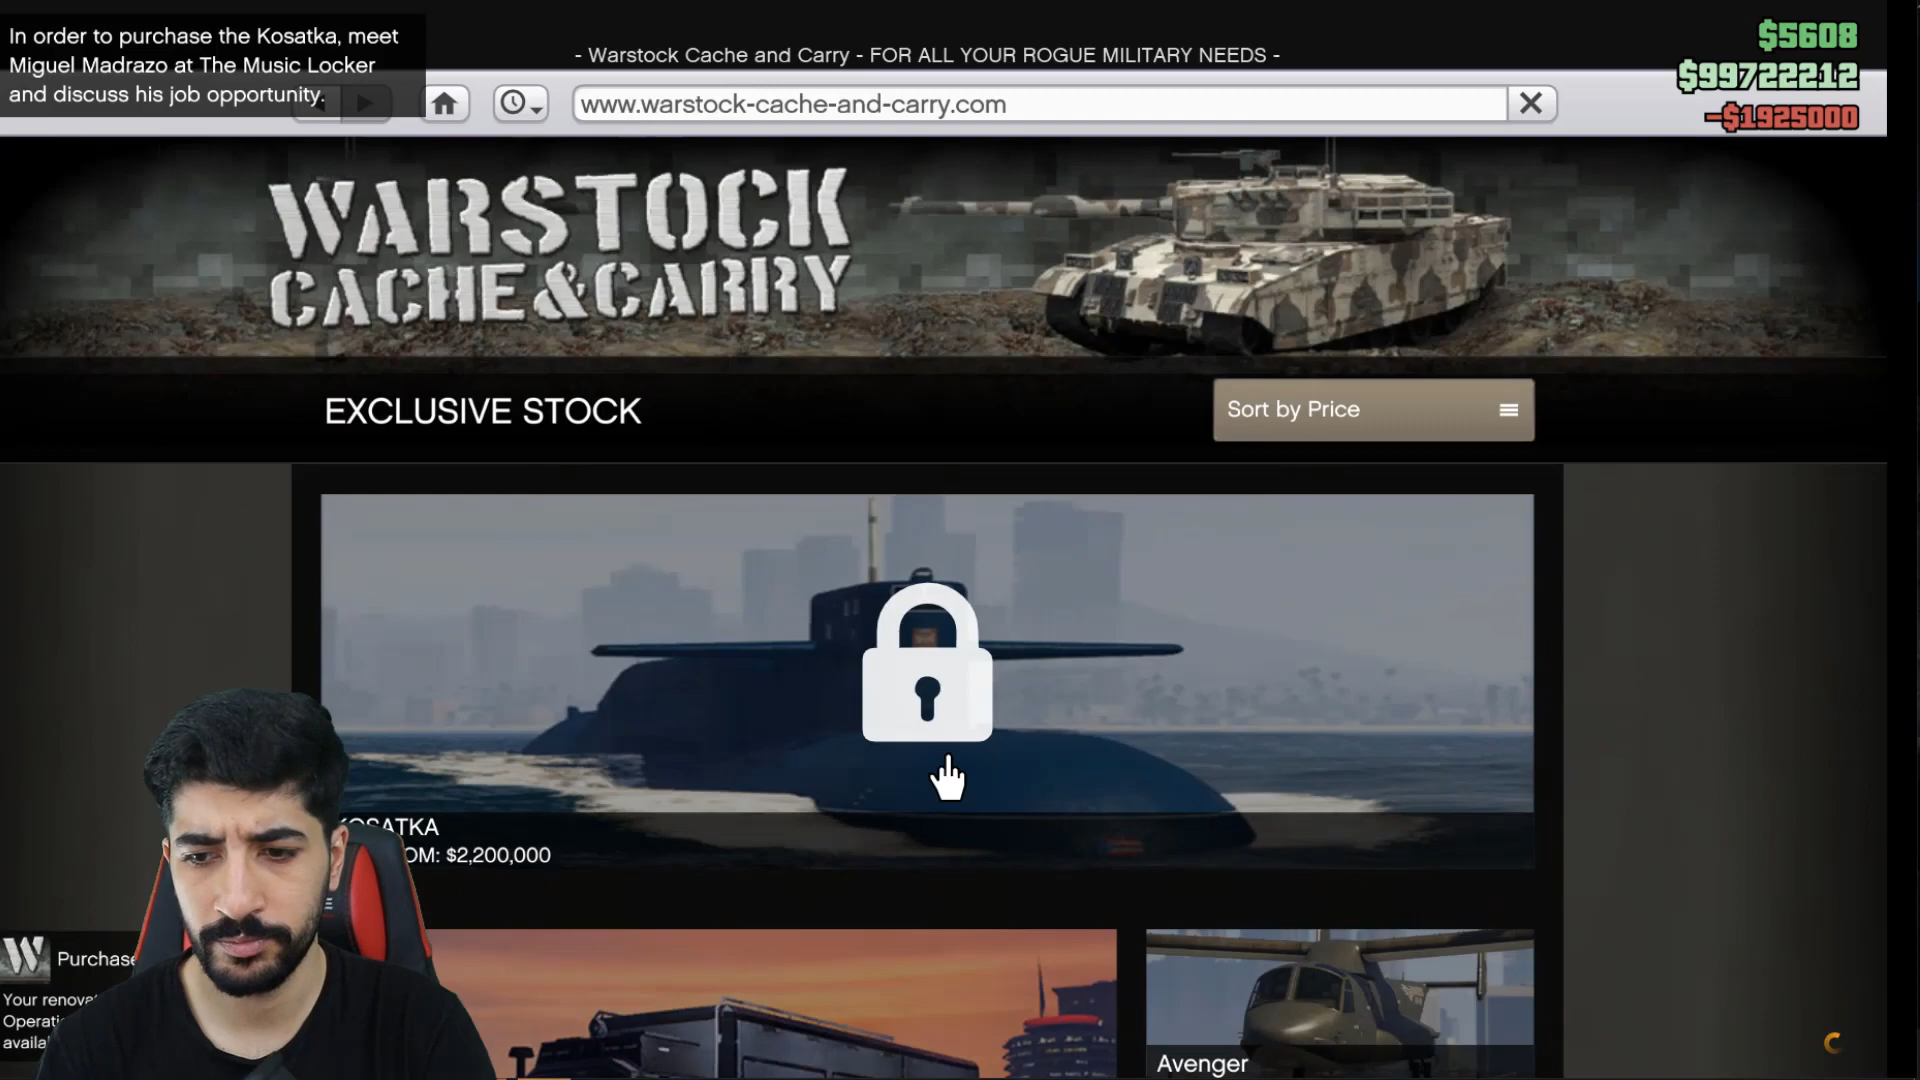 In order to purchase the Kosatka, meet
Miguel Madrazo at The Music Locker
and discuss his job opportunity.
- Warstock Cache and Carry - FOR ALL YOUR ROGUE MILITARY NEEDS -
$5608
$99722212
-$1925000
www.warstock-cache-and-carry.com
WARSTOCK
CACHE&CARRY
EXCLUSIVE STOCK
Sort by Price
KOSATKA
$2,200,000
W
Avenger